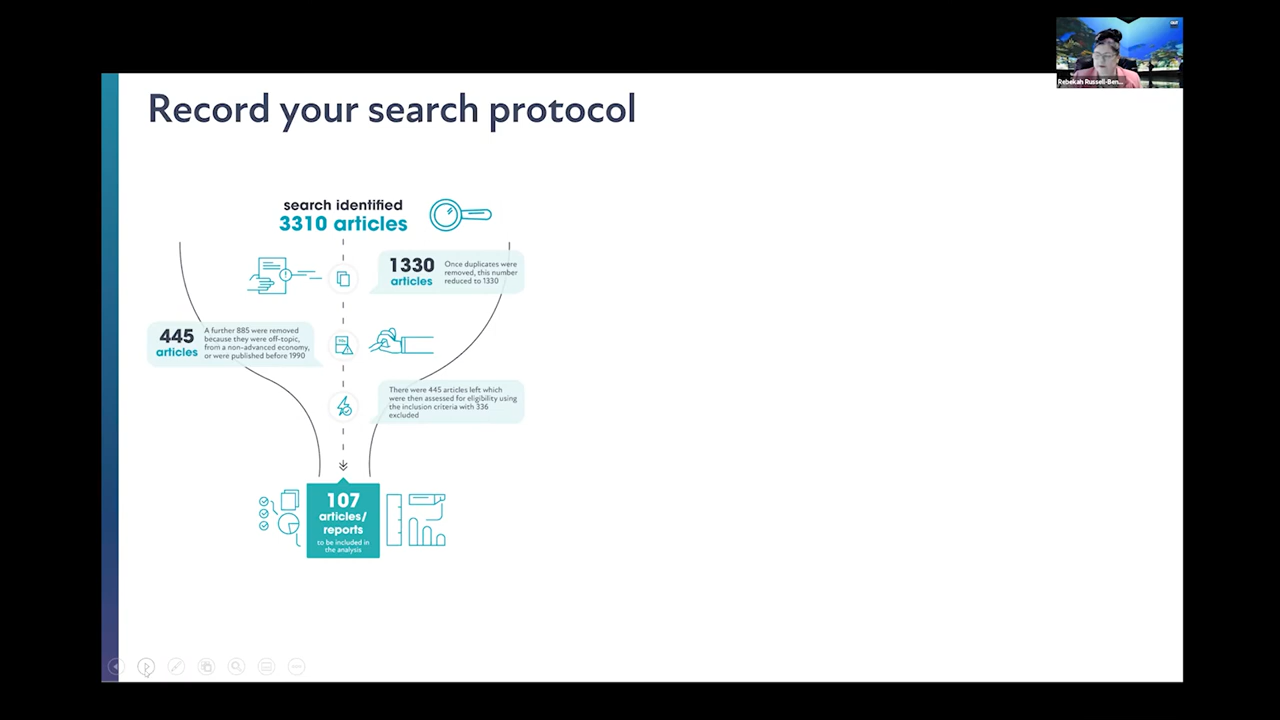 Rebekah Russell-Ben...
Record your search protocol
search identified
3310 articles
1330
articles
Once duplicates were
removed, this number
reduced to 1330
445
articles
A further 885 were removed
because they were off-topic,
from a non-advanced economy,
or were published before 1990
There were 445 articles left which
were then assessed for eligibility using
the inclusion criteria with 336
excluded
107
articles/
reports
to be included in
the analysis